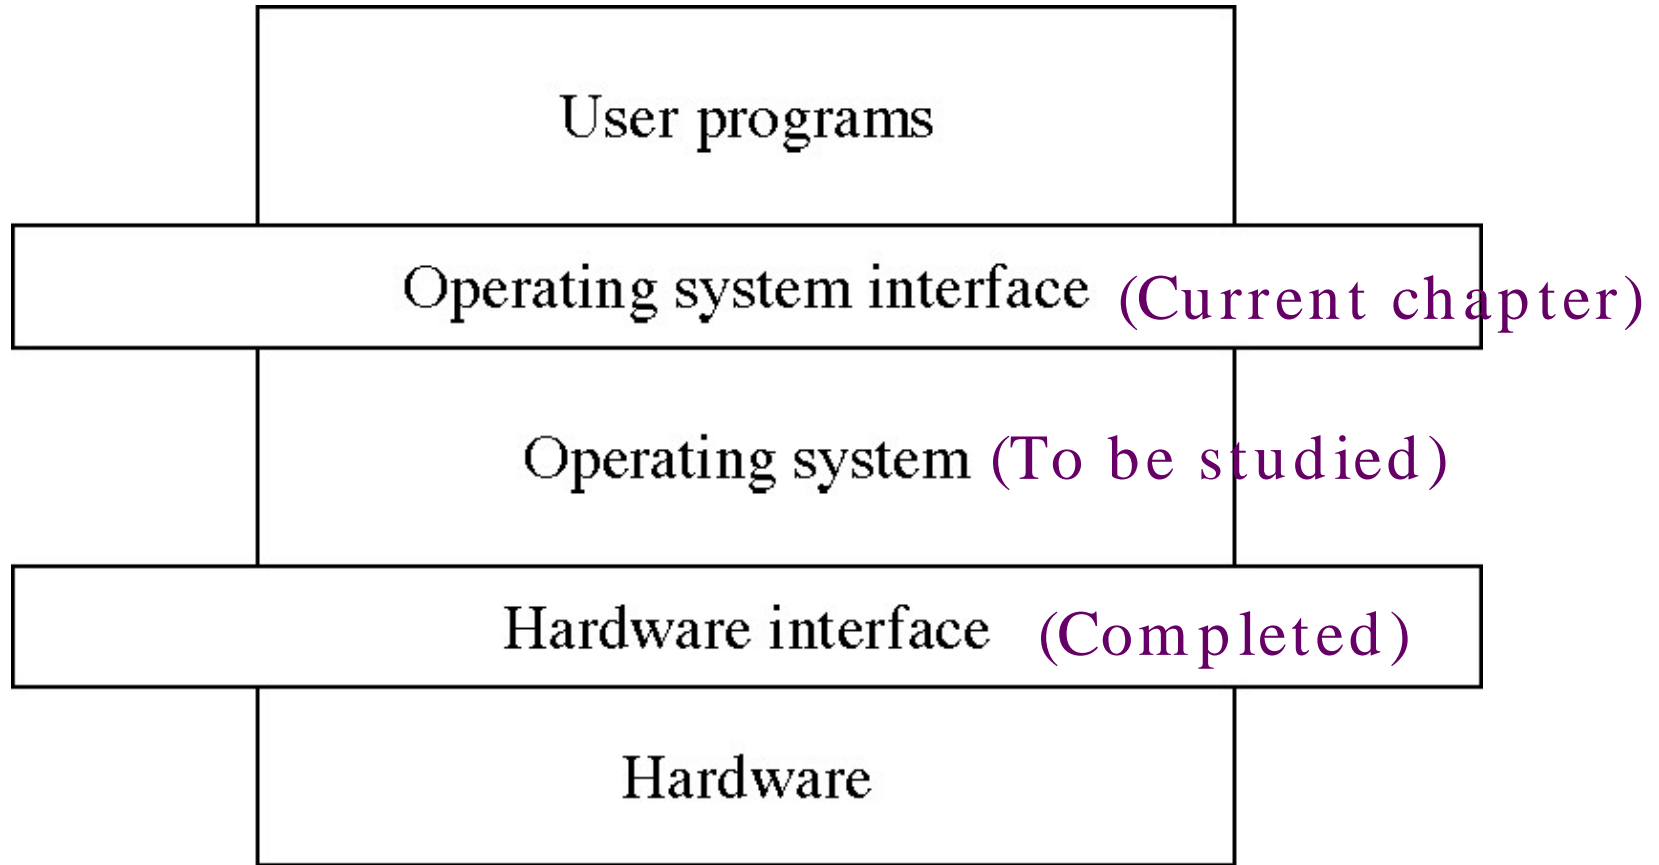 User programs
Operating system interface (Current chapter)
Operating system (To be studied)
Hardware interface (Completed)
Hardware